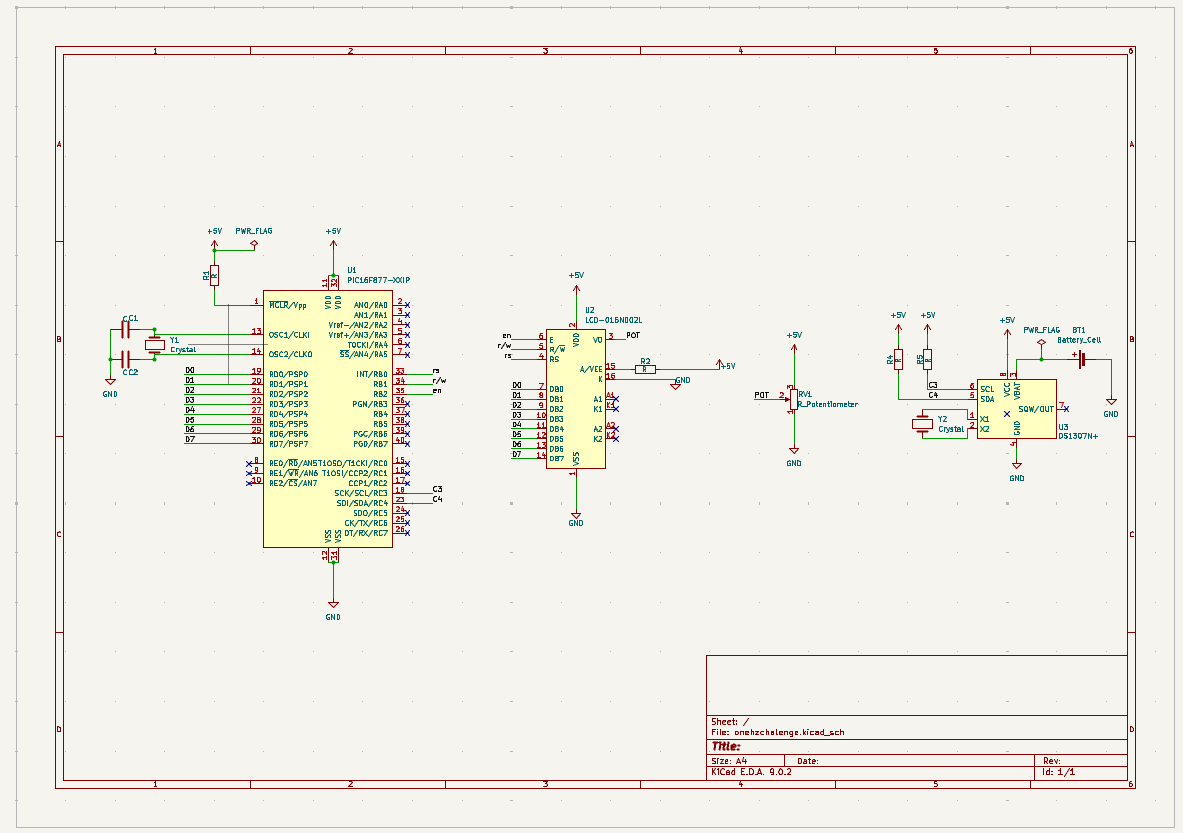 1 2 3 4 5 6
A
B
C
D
A
B
C
D
+5V
PWR_FLAG
R1
R
CC1
CC2
Y1
Crystal
GND
+5V
U1
PIC16F877-XXIP
11 32
VDD VDD
1 MCLR/Vpp
13 OSC1/CLKI
14 OSC2/CLKO
D0 19 RD0/PSP0
D1 20 RD1/PSP1
D2 21 RD2/PSP2
D3 22 RD3/PSP3
D4 27 RD4/PSP4
D5 28 RD5/PSP5
D6 29 RD6/PSP6
D7 30 RD7/PSP7
8 RE0/RD/AN5
9 RE1/WR/AN6
10 RE2/CS/AN7
AN0/RA0 2
AN1/RA1 3
Vref-/AN2/RA2 4
Vref+/AN3/RA3 5
T0CKI/RA4 6
SS/AN4/RA5 7
INT/RB0 33 rs
RB1 34 r/w
RB2 35 en
PGM/RB3 36
RB4 37
RB5 38
PGC/RB6 39
PGD/RB7 40
T1OSO/T1CKI/RC0 15
T1OSI/CCP2/RC1 16
CCP1/RC2 17
SCK/SCL/RC3 18 C3
SDI/SDA/RC4 23 C4
SDO/RC5 24
CK/TX/RC6 25
DT/RX/RC7 26
VSS VSS
12 31
GND
+5V
U2
LCD-016N002L
2
VDD
en 6 E
r/w 5 R/W
rs 4 RS
D0 7 DB0
D1 8 DB1
D2 9 DB2
D3 10 DB3
D4 11 DB4
D5 12 DB5
D6 13 DB6
D7 14 DB7
VO 3 POT
A/VEE 15
K 16
A1 A1
K1 K1
A2 A2
K2 K2
R2
R
+5V
GND
VSS
1
GND
+5V
3
POT 2
RV1
R_Potentiometer
1
GND
+5V +5V
R4
R
R5
R
C3
C4
+5V
PWR_FLAG
BT1
Battery_Cell
+
GND
8 3
VCC VBAT
6 SCL
5 SDA
1 X1
2 X2
SQW/OUT 7
Y2
Crystal
U3
DS1307N+
GND
4
GND
Sheet: /
File: onehzchalenge.kicad_sch
Title:
Size: A4 Date: Rev:
KiCad E.D.A. 9.0.2 Id: 1/1
1 2 3 4 5 6